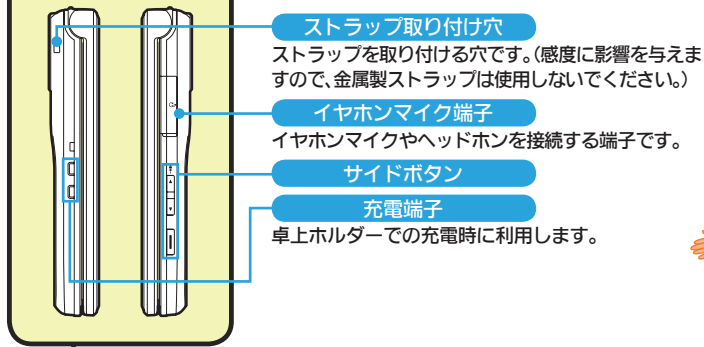 ストラップ取り付け穴
ストラップを取り付ける穴です。(感度に影響を与えま
すので、金属製ストラップは使用しないでください。)
イヤホンマイク端子
イヤホンマイクやヘッドホンを接続する端子です。
サイドボタン
充電端子
卓上ホルダーでの充電時に利用します。